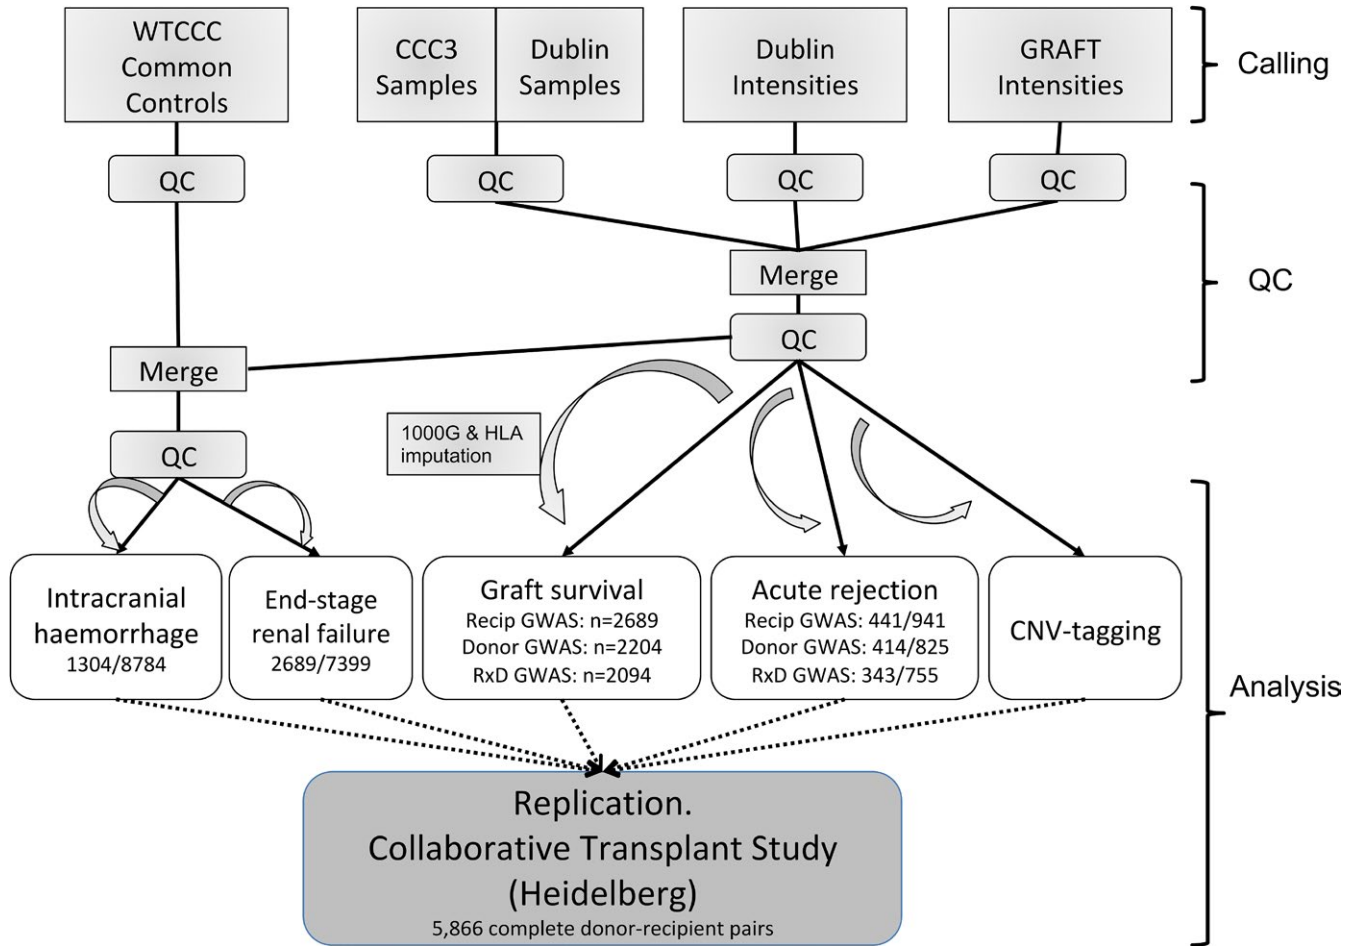 WTCCC
Common
Controls
CCC3
Samples
Dublin
Samples
Dublin
Intensities
GRAFT
Intensities
Calling
QC
QC
QC
QC
Merge
QC
QC
Merge
1000G & HLA
imputation
QC
Intracranial
haemorrhage
1304/8784
End-stage
renal failure
2689/7399
Graft survival
Recip GWAS: n=2689
Donor GWAS: n=2204
RxD GWAS: n=2094
Acute rejection
Recip GWAS: 441/941
Donor GWAS: 414/825
RxD GWAS: 343/755
CNV-tagging
Analysis
Replication.
Collaborative Transplant Study
(Heidelberg)
5,866 complete donor-recipient pairs